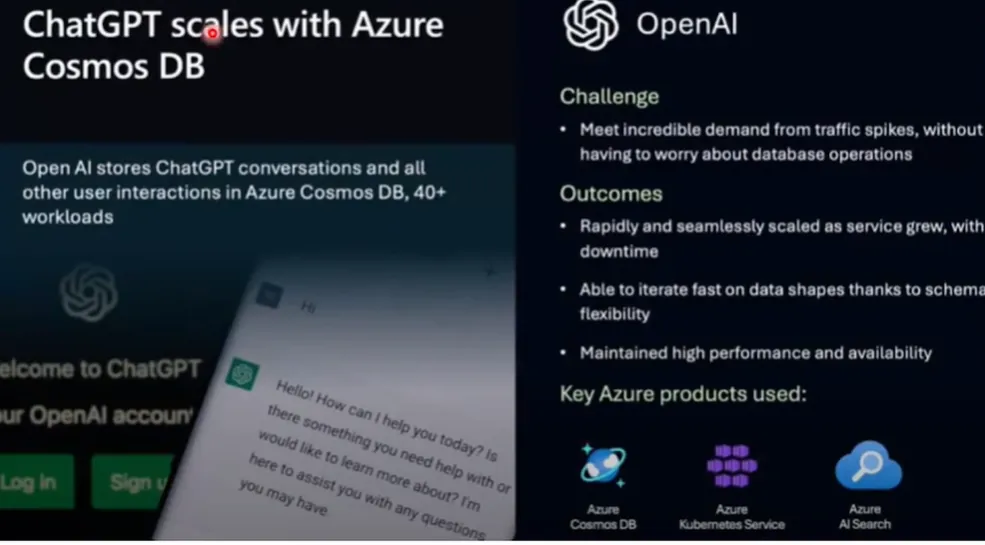 ChatGPT scales with Azure
Cosmos DB
Open AI stores ChatGPT conversations and all
other user interactions in Azure Cosmos DB, 40+
workloads
elcome to ChatGPT
our OpenAI account
Log in
Sign u
Hi
Hello! How can I help you today? Is
there something you need help with or
would like to learn more about? I'm
here to assist you with any questions
you may have.
OpenAI
Challenge
• Meet incredible demand from traffic spikes, without
having to worry about database operations
Outcomes
• Rapidly and seamlessly scaled as service grew, with
downtime
• Able to iterate fast on data shapes thanks to schema
flexibility
• Maintained high performance and availability
Key Azure products used:
Azure
Cosmos DB
Azure
Kubernetes Service
Azure
AI Search